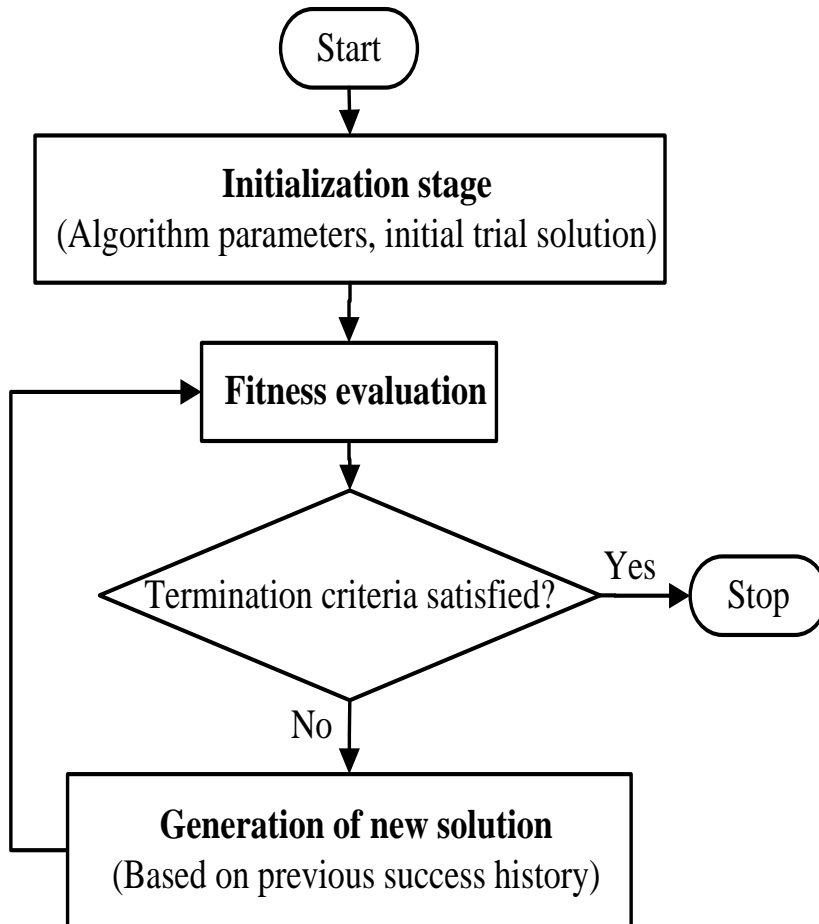 Start
Initialization stage
(Algorithm parameters, initial trial solution)
Fitness evaluation
Termination criteria satisfied?
Yes
Stop
No
Generation of new solution
(Based on previous success history)